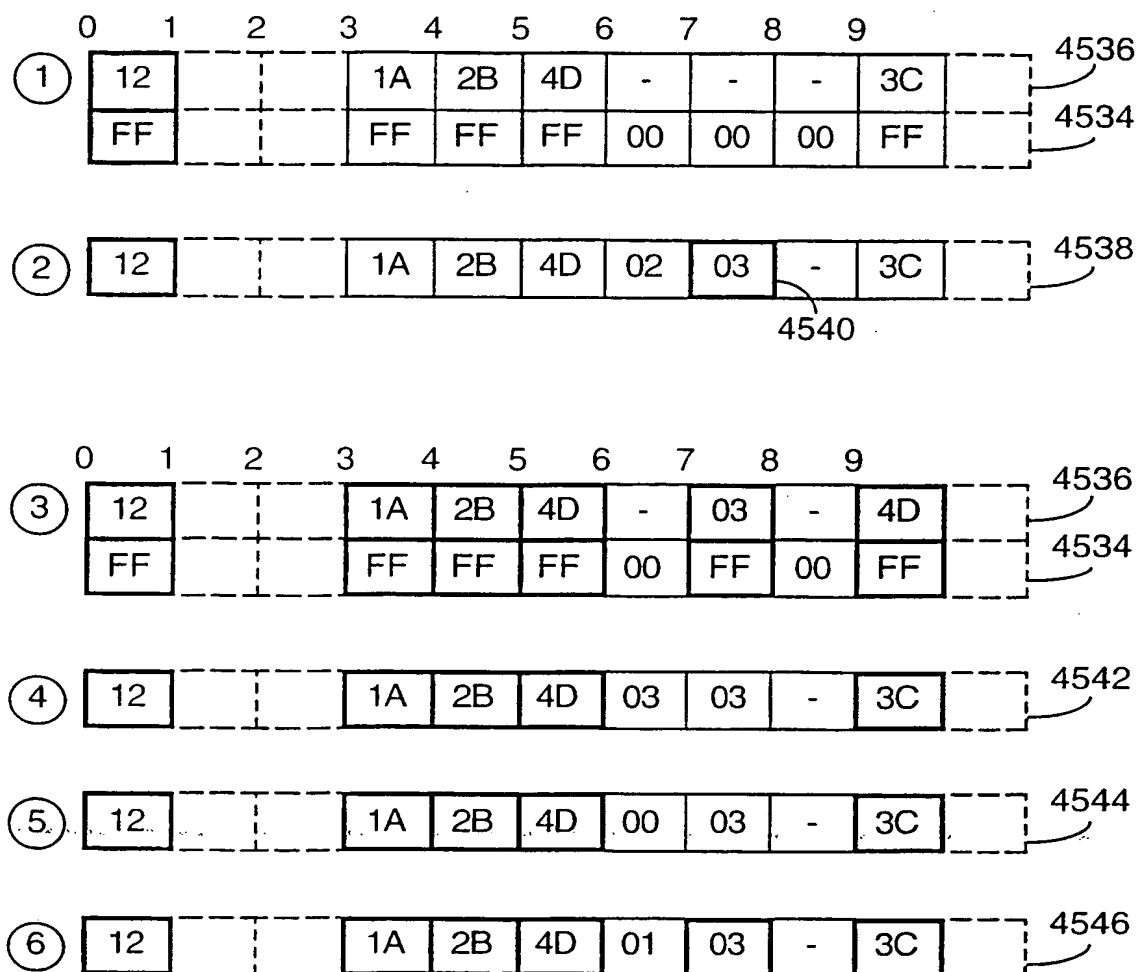 0 1 2 3 4 5 6 7 8 9
1 12 1A 2B 4D - - - 3C 4536
FF FF FF FF 00 00 00 FF 4534
2 12 1A 2B 4D 02 03 - 3C 4538
4540
0 1 2 3 4 5 6 7 8 9
3 12 1A 2B 4D - 03 - 4D 4536
FF FF FF FF 00 FF 00 FF 4534
4 12 1A 2B 4D 03 03 - 3C 4542
5 12 1A 2B 4D 00 03 - 3C 4544
6 12 1A 2B 4D 01 03 - 3C 4546